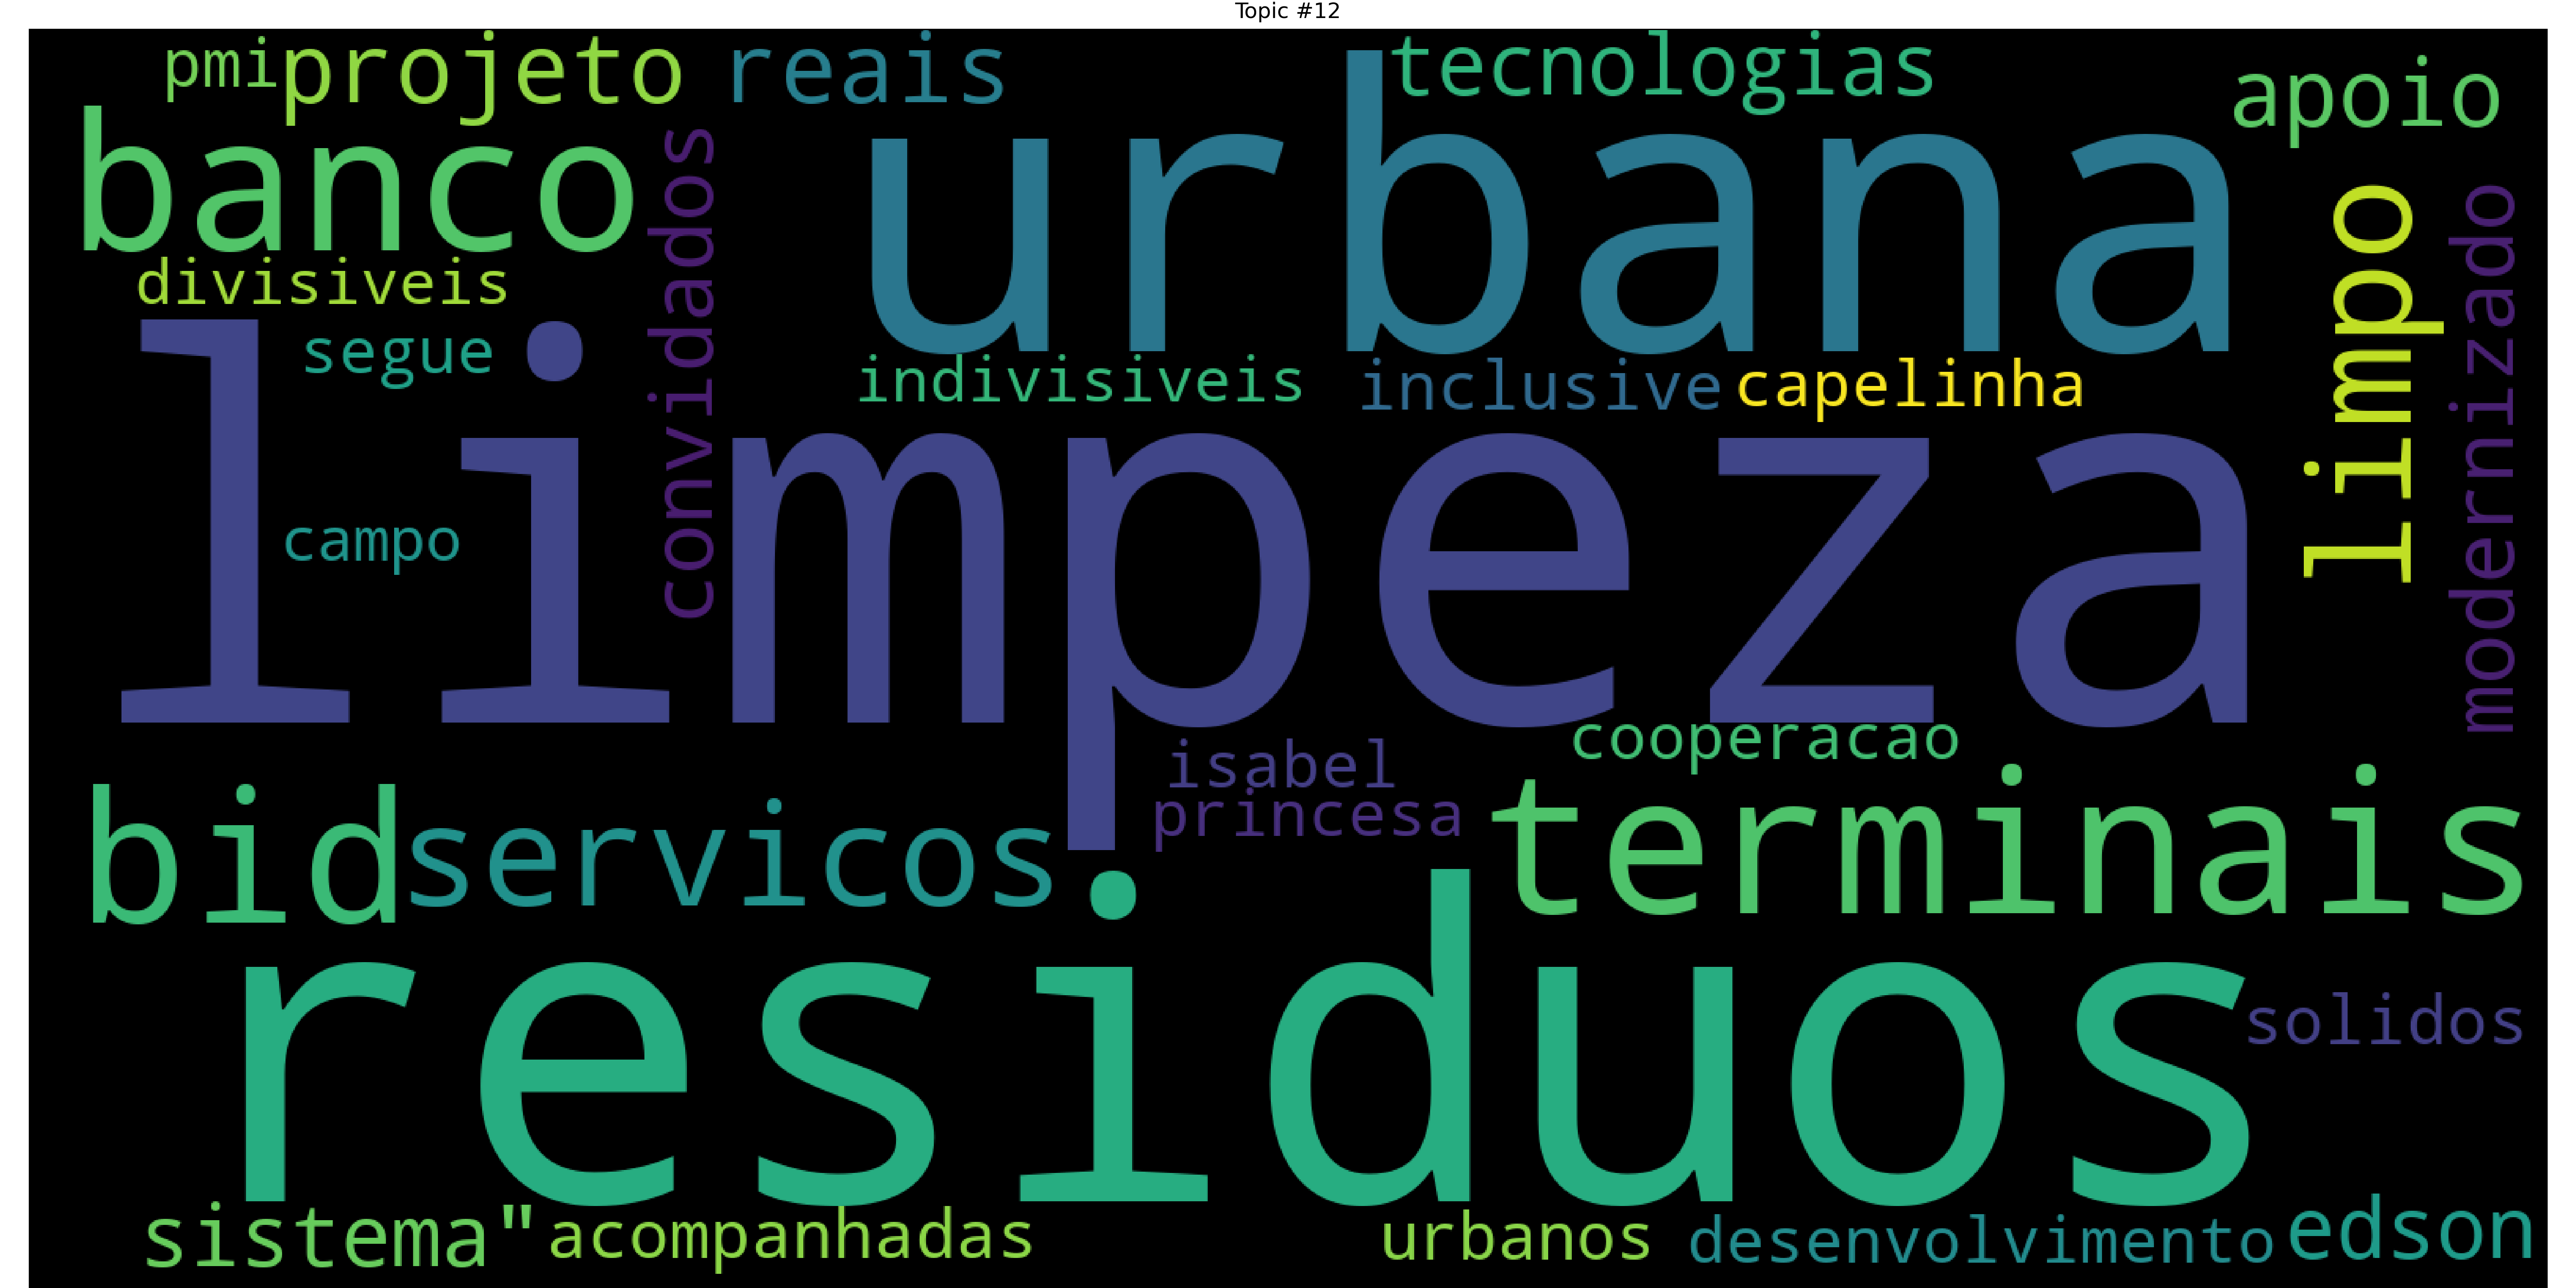 Topic #12
pmi
projeto
reais
tecnologias
apoio
banco
urbana
convidados
limpo
modernizado
divisiveis
segue
indivisiveis
inclusive
capelinha
limpeza
campo
isabel
princesa
cooperacao
bid
servicos
terminais
residuos
solidos
sistema"
acompanhadas
urbanos
desenvolvimento
edson